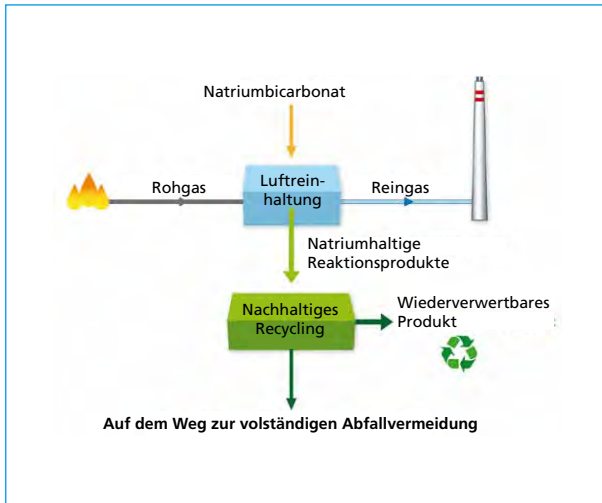 Natriumbicarbonat
Luftrein-
haltung
Rohgas
Reingas
Natriumhaltige
Reaktionsprodukte
Nachhaltiges
Recycling
Wiederverwertbares
Produkt
Auf dem Weg zur volständigen Abfallvermeidung